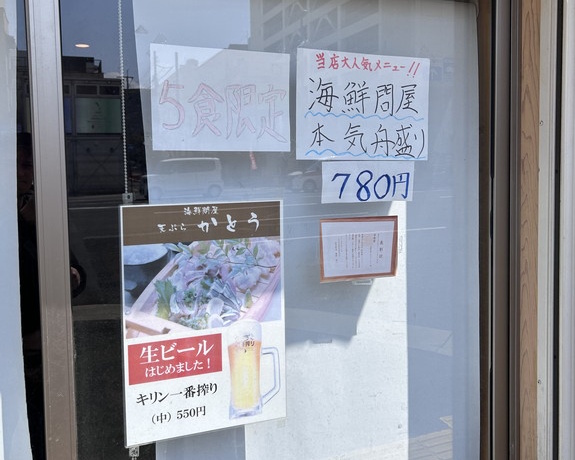 ５食限定
当店大人気メニュー!!
海鮮問屋
本気舟盛り
780円
海鮮問屋
天ぷら かとう
生ビール
はじめました！
キリン一番搾り
（中）550円